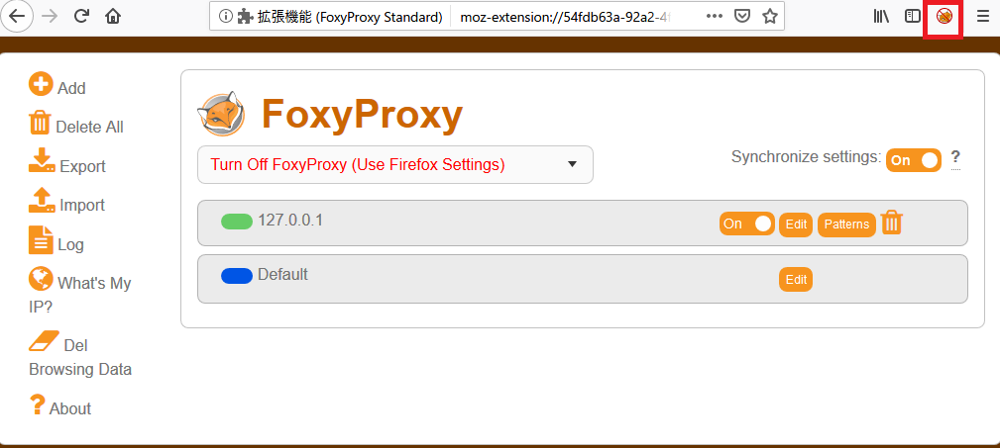 拡張機能 (FoxyProxy Standard) moz-extension://54fdb63a-92a2-4f
Add
Delete All
Export
Import
Log
What's My
IP?
Del
Browsing Data
About
FoxyProxy
Turn Off FoxyProxy (Use Firefox Settings)
Synchronize settings: On ?
127.0.0.1 On Edit Patterns
Default Edit